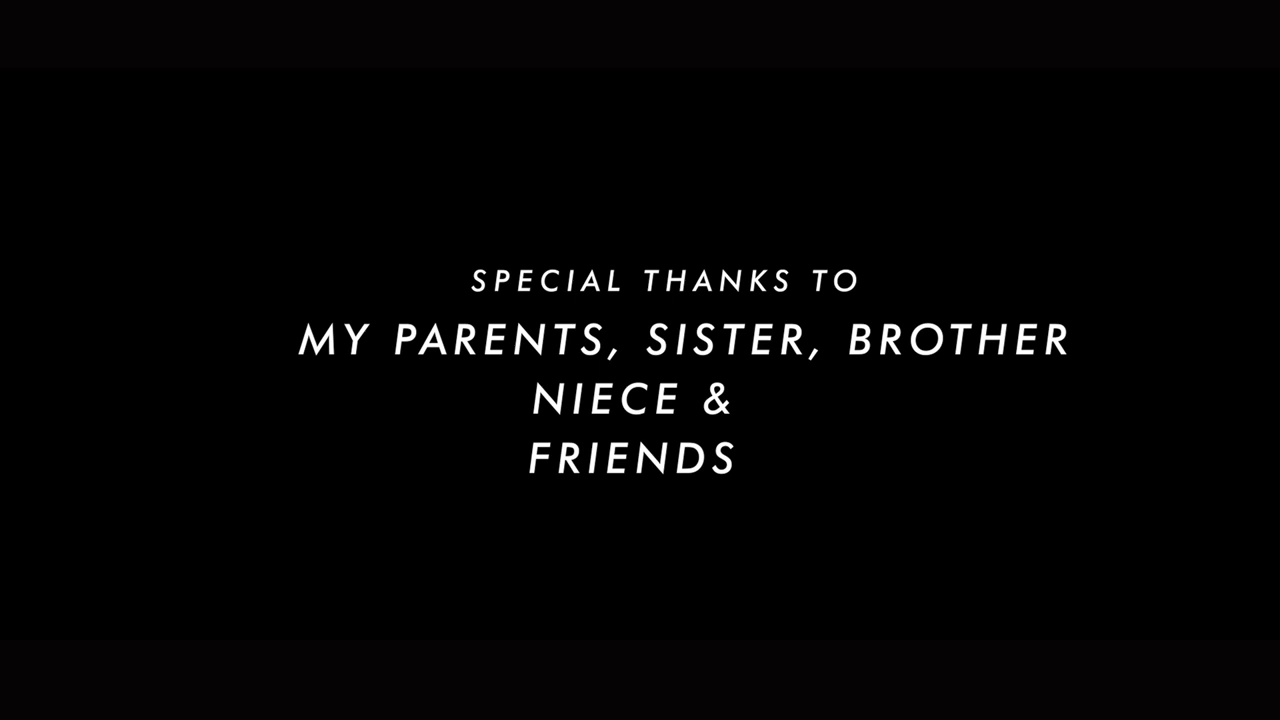 SPECIAL THANKS TO
MY PARENTS, SISTER, BROTHER
NIECE &
FRIENDS